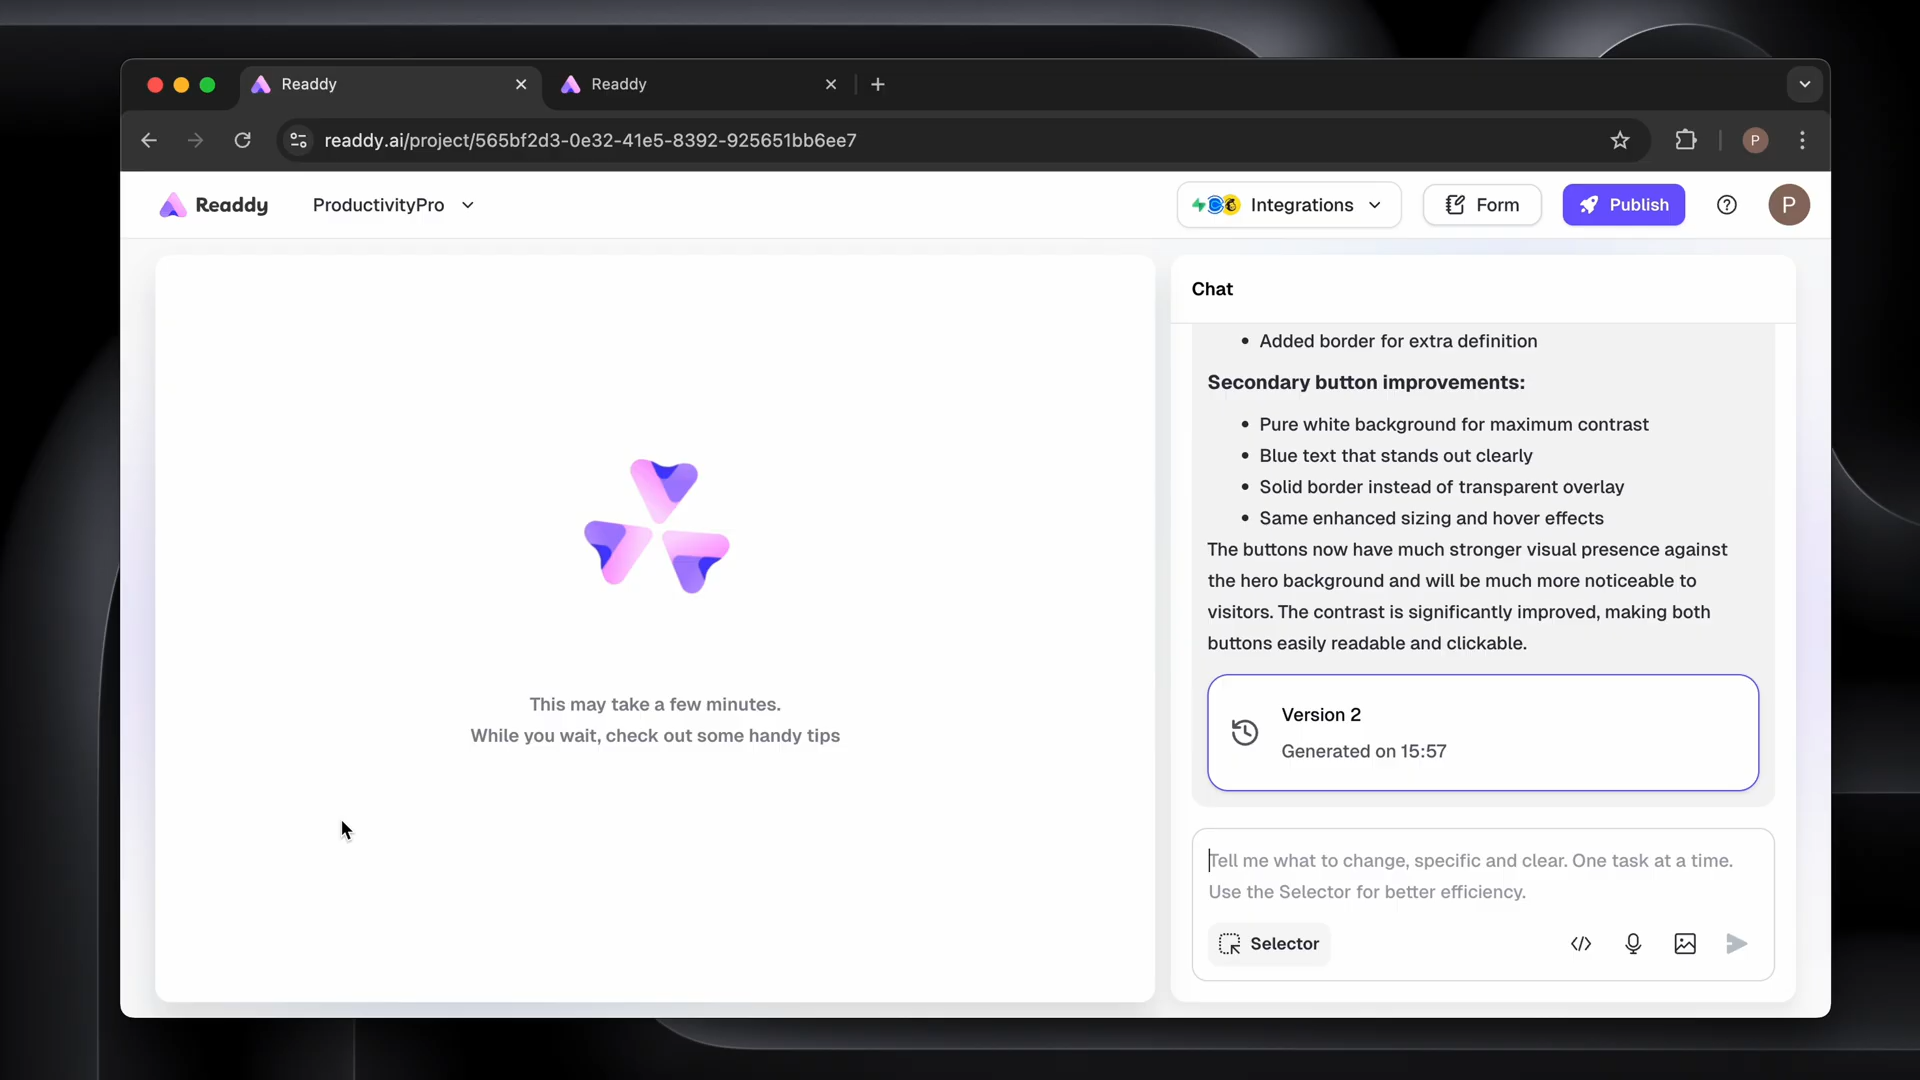 Readdy
Readdy
readdy.ai/project/565bf2d3-0e32-41e5-8392-925651bb6ee7
P
Readdy
ProductivityPro
Integrations
Form
Publish
P
Chat
• Added border for extra definition
Secondary button improvements:
• Pure white background for maximum contrast
• Blue text that stands out clearly
• Solid border instead of transparent overlay
• Same enhanced sizing and hover effects
The buttons now have much stronger visual presence against
the hero background and will be much more noticeable to
visitors. The contrast is significantly improved, making both
buttons easily readable and clickable.
Version 2
Generated on 15:57
This may take a few minutes.
While you wait, check out some handy tips
Tell me what to change, specific and clear. One task at a time.
Use the Selector for better efficiency.
Selector